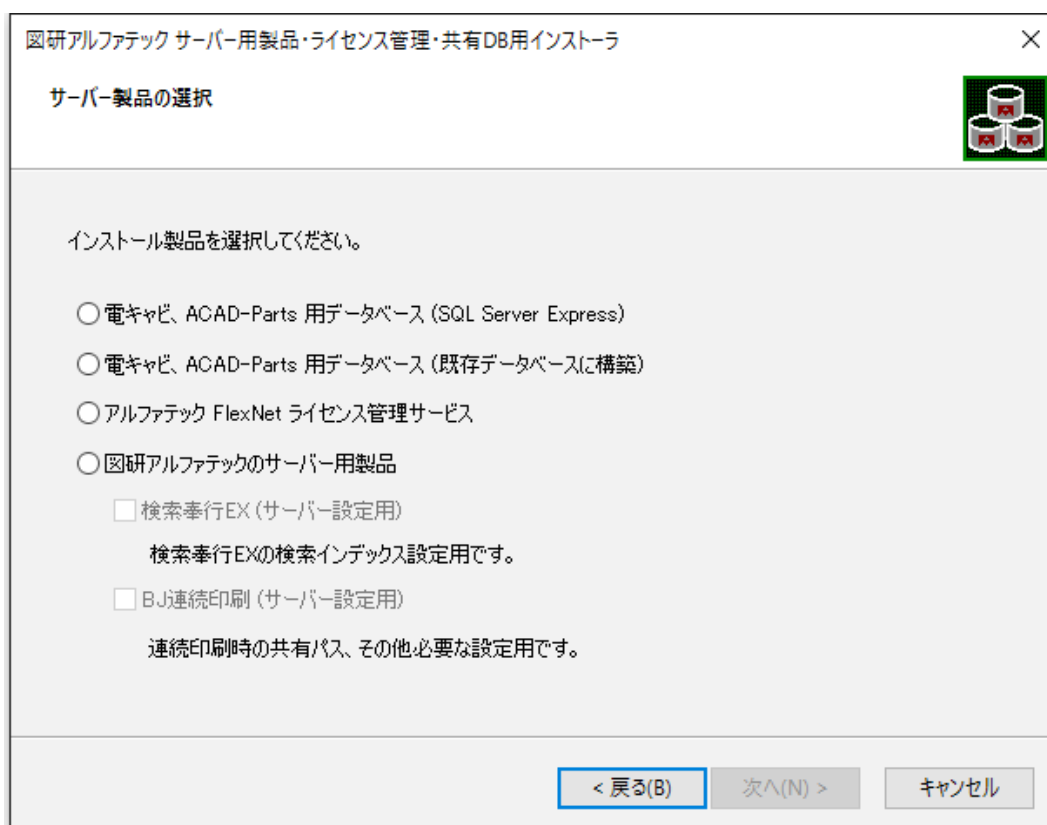 図研アルファテック サーバー用製品・ライセンス管理・共有DB用インストーラ
サーバー製品の選択
インストール製品を選択してください。
電キャビ、ACAD-Parts 用データベース (SQL Server Express)
電キャビ、ACAD-Parts 用データベース (既存データベースに構築)
アルファテック FlexNet ライセンス管理サービス
図研アルファテックのサーバー用製品
検索奉行EX (サーバー設定用)
検索奉行EXの検索インデックス設定用です。
BJ連続印刷 (サーバー設定用)
連続印刷時の共有パス、その他必要な設定用です。
< 戻る(B)
次へ(N) >
キャンセル